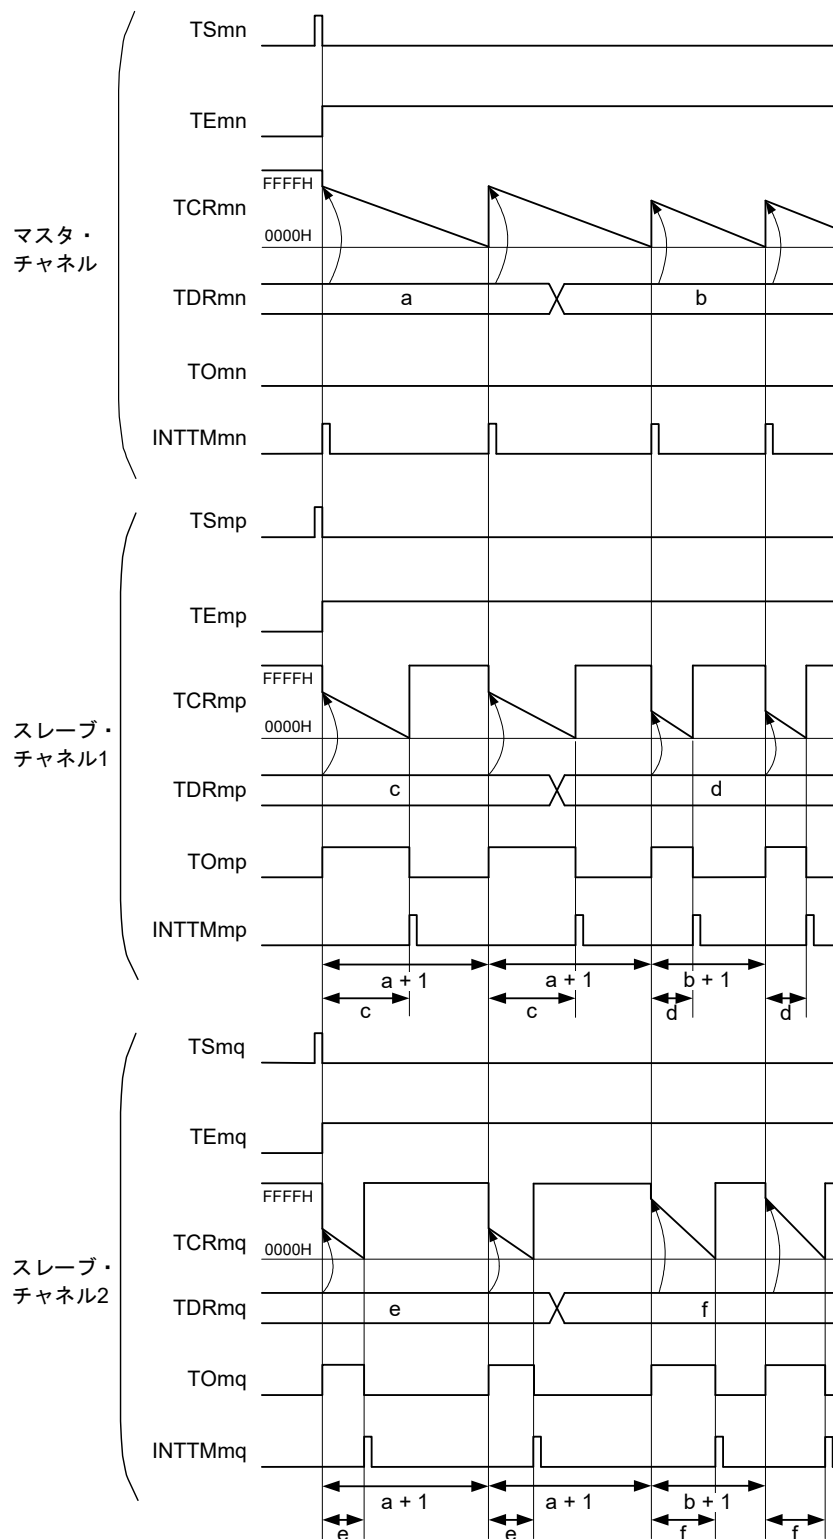 TSmn
TEmn
FFFFH
TCRmn
0000H
マスタ・
チャネル
TDRmn
a
b
TOmn
INTTMmn
TSmp
TEmp
FFFFH
TCRmp
0000H
スレーブ・
チャネル1
TDRmp
c
d
TOmp
INTTMmp
a + 1
a + 1
b + 1
c
c
d
d
TSmq
TEmq
FFFFH
TCRmq
0000H
スレーブ・
チャネル2
TDRmq
e
f
TOmq
INTTMmq
a + 1
a + 1
b + 1
e
e
f
f